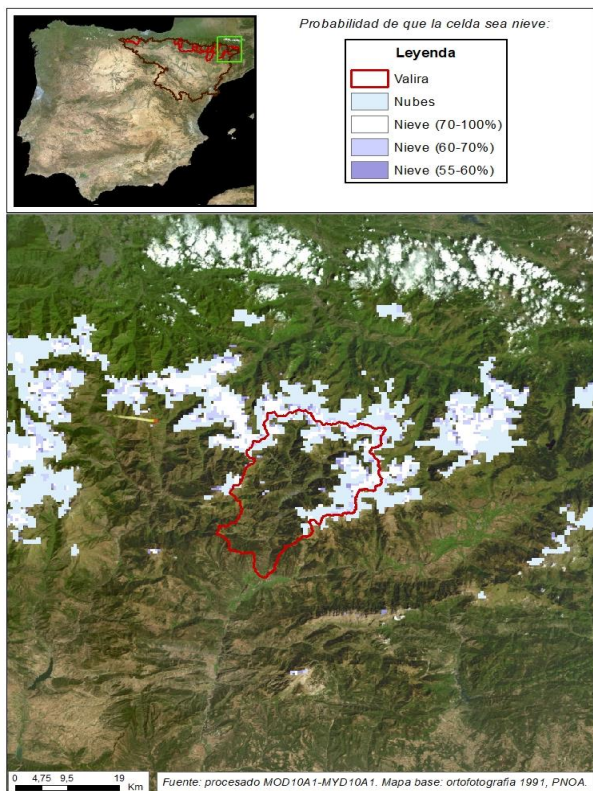 Probabilidad de que la celda sea nieve:
Leyenda
Valira
Nubes
Nieve (70-100%)
Nieve (60-70%)
Nieve (55-60%)
0 4,75 9,5 19
Km
Fuente: procesado MOD10A1-MYD10A1. Mapa base: ortofotografia 1991, PNOA.